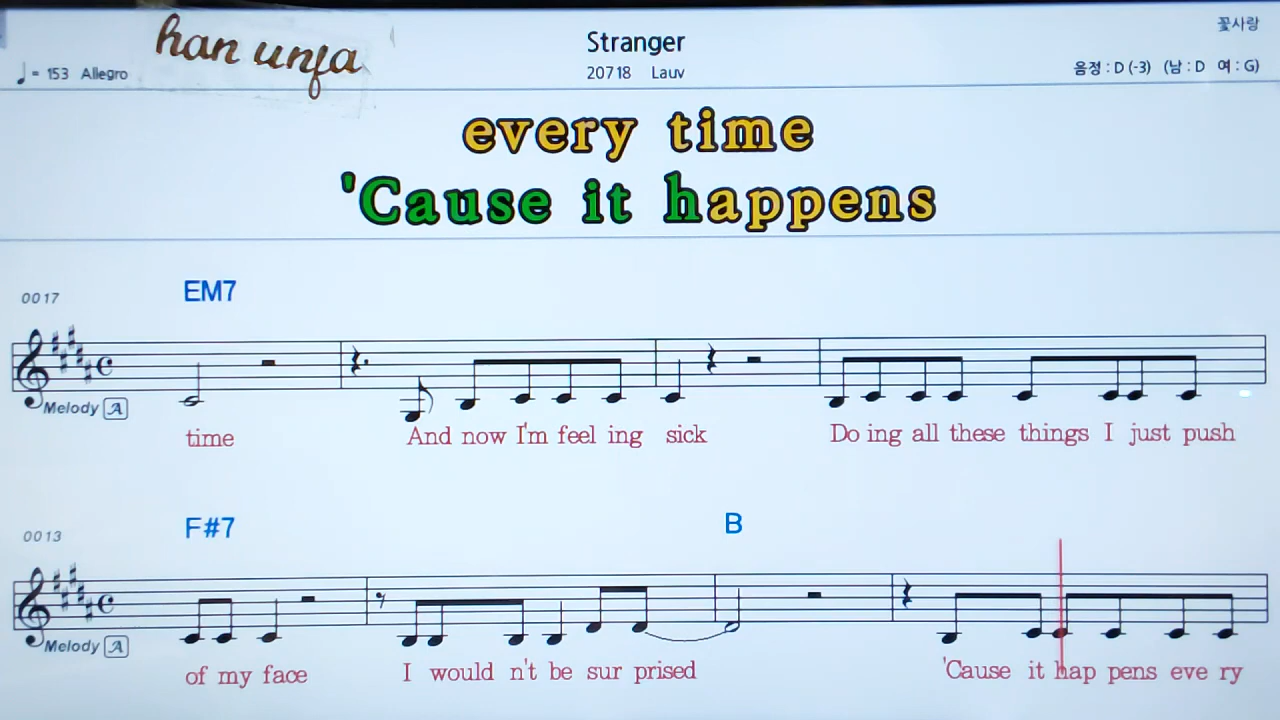 han unfa
Stranger
꽃사랑
♩= 153 Allegro
20718 Lauv
음정 : D (-3) (남 : D 여 : G)
every time
'Cause it happens
0017
EM7
Melody A
time And now I'm feel ing sick Do ing all these things I just push
0013
F#7 B
Melody A
of my face I would n't be sur prised 'Cause it hap pens eve ry